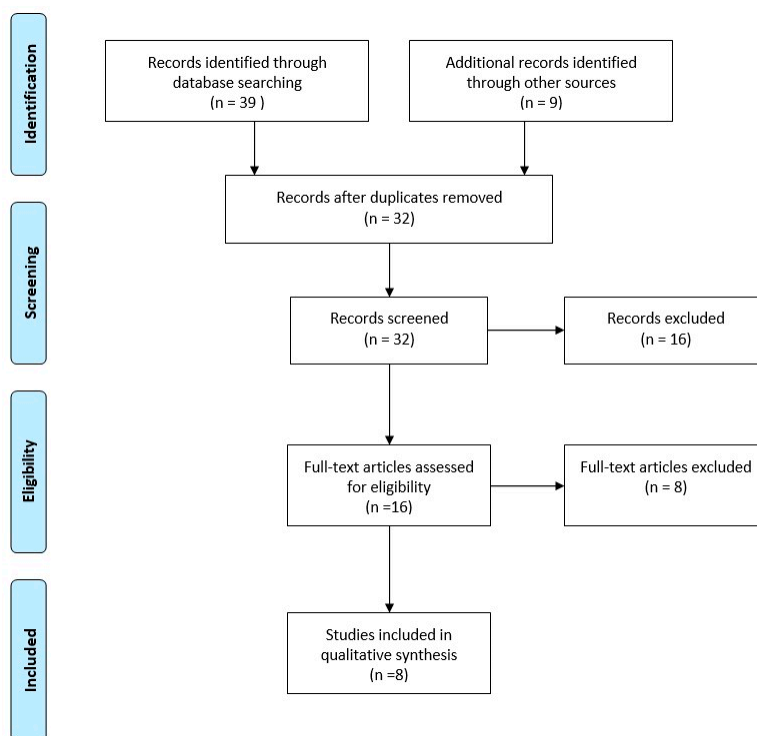 Identification
Records identified through
database searching
(n = 39 )
Additional records identified
through other sources
(n = 9)
Records after duplicates removed
(n = 32)
Screening
Records screened
(n = 32)
Records excluded
(n = 16)
Eligibility
Full-text articles assessed
for eligibility
(n =16)
Full-text articles excluded
(n = 8)
Included
Studies included in
qualitative synthesis
(n =8)